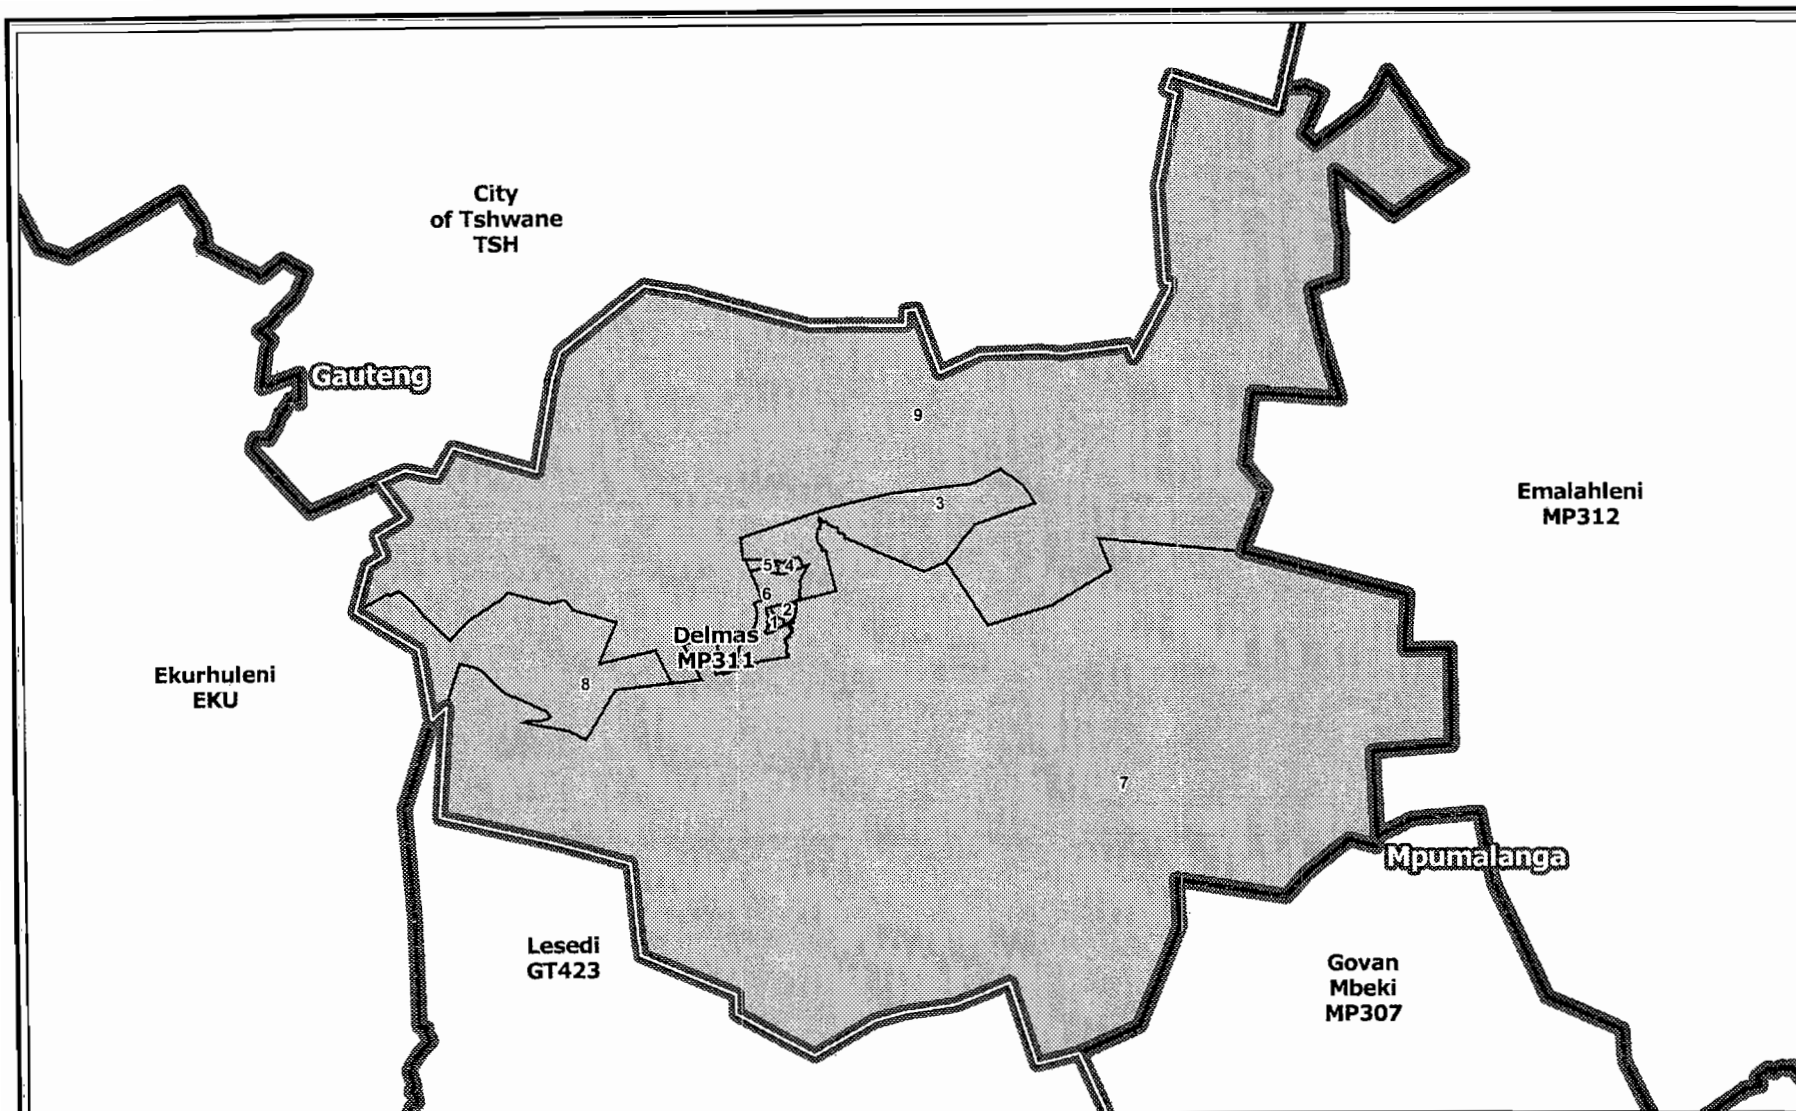 City
of Tshwane
TSH
Gauteng
9
3
Emalahleni
MP312
5
4
6
2
1
Delmas
MP311
Ekurhuleni
EKU
8
7
Mpumalanga
Lesedi
GT423
Govan
Mbeki
MP307